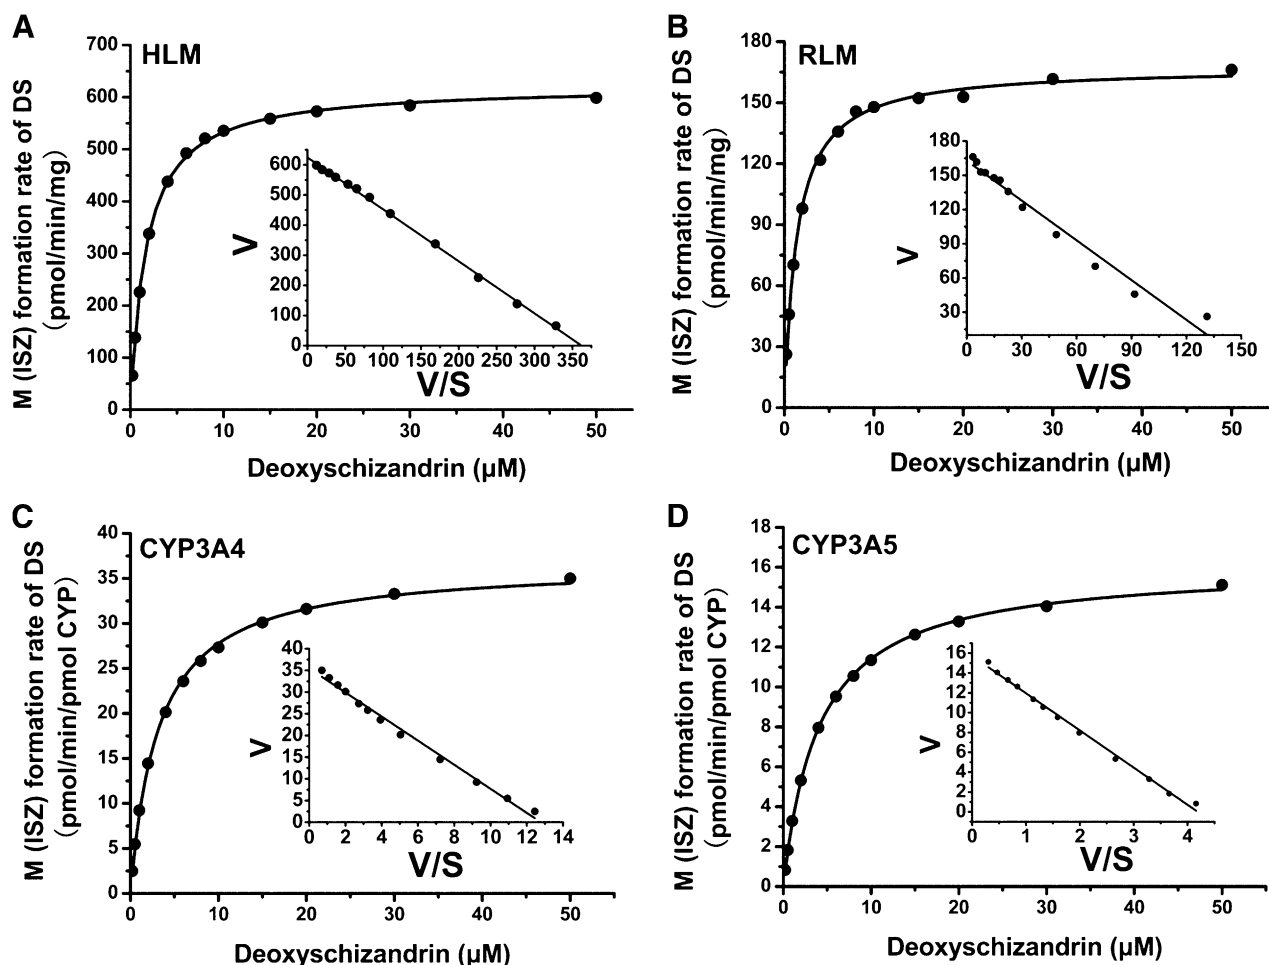 A
HLM
M (ISZ) formation rate of DS
(pmol/min/mg)
700
600
500
400
300
200
100
0
0 10 20 30 40 50
Deoxyschizandrin (µM)
V
600
500
400
300
200
100
0
0 50 100 150 200 250 300 350
V/S
B
RLM
M (ISZ) formation rate of DS
(pmol/min/mg)
180
150
120
90
60
30
0
0 10 20 30 40 50
Deoxyschizandrin (µM)
V
180
150
120
90
60
30
0 30 60 90 120 150
V/S
C
CYP3A4
M (ISZ) formation rate of DS
(pmol/min/pmol CYP)
40
35
30
25
20
15
10
5
0
0 10 20 30 40 50
Deoxyschizandrin (µM)
V
40
35
30
25
20
15
10
5
0
0 2 4 6 8 10 12 14
V/S
D
CYP3A5
M (ISZ) formation rate of DS
(pmol/min/pmol CYP)
18
16
14
12
10
8
6
4
2
0
0 10 20 30 40 50
Deoxyschizandrin (µM)
V
16
14
12
10
8
6
4
2
0
0 1 2 3 4
V/S